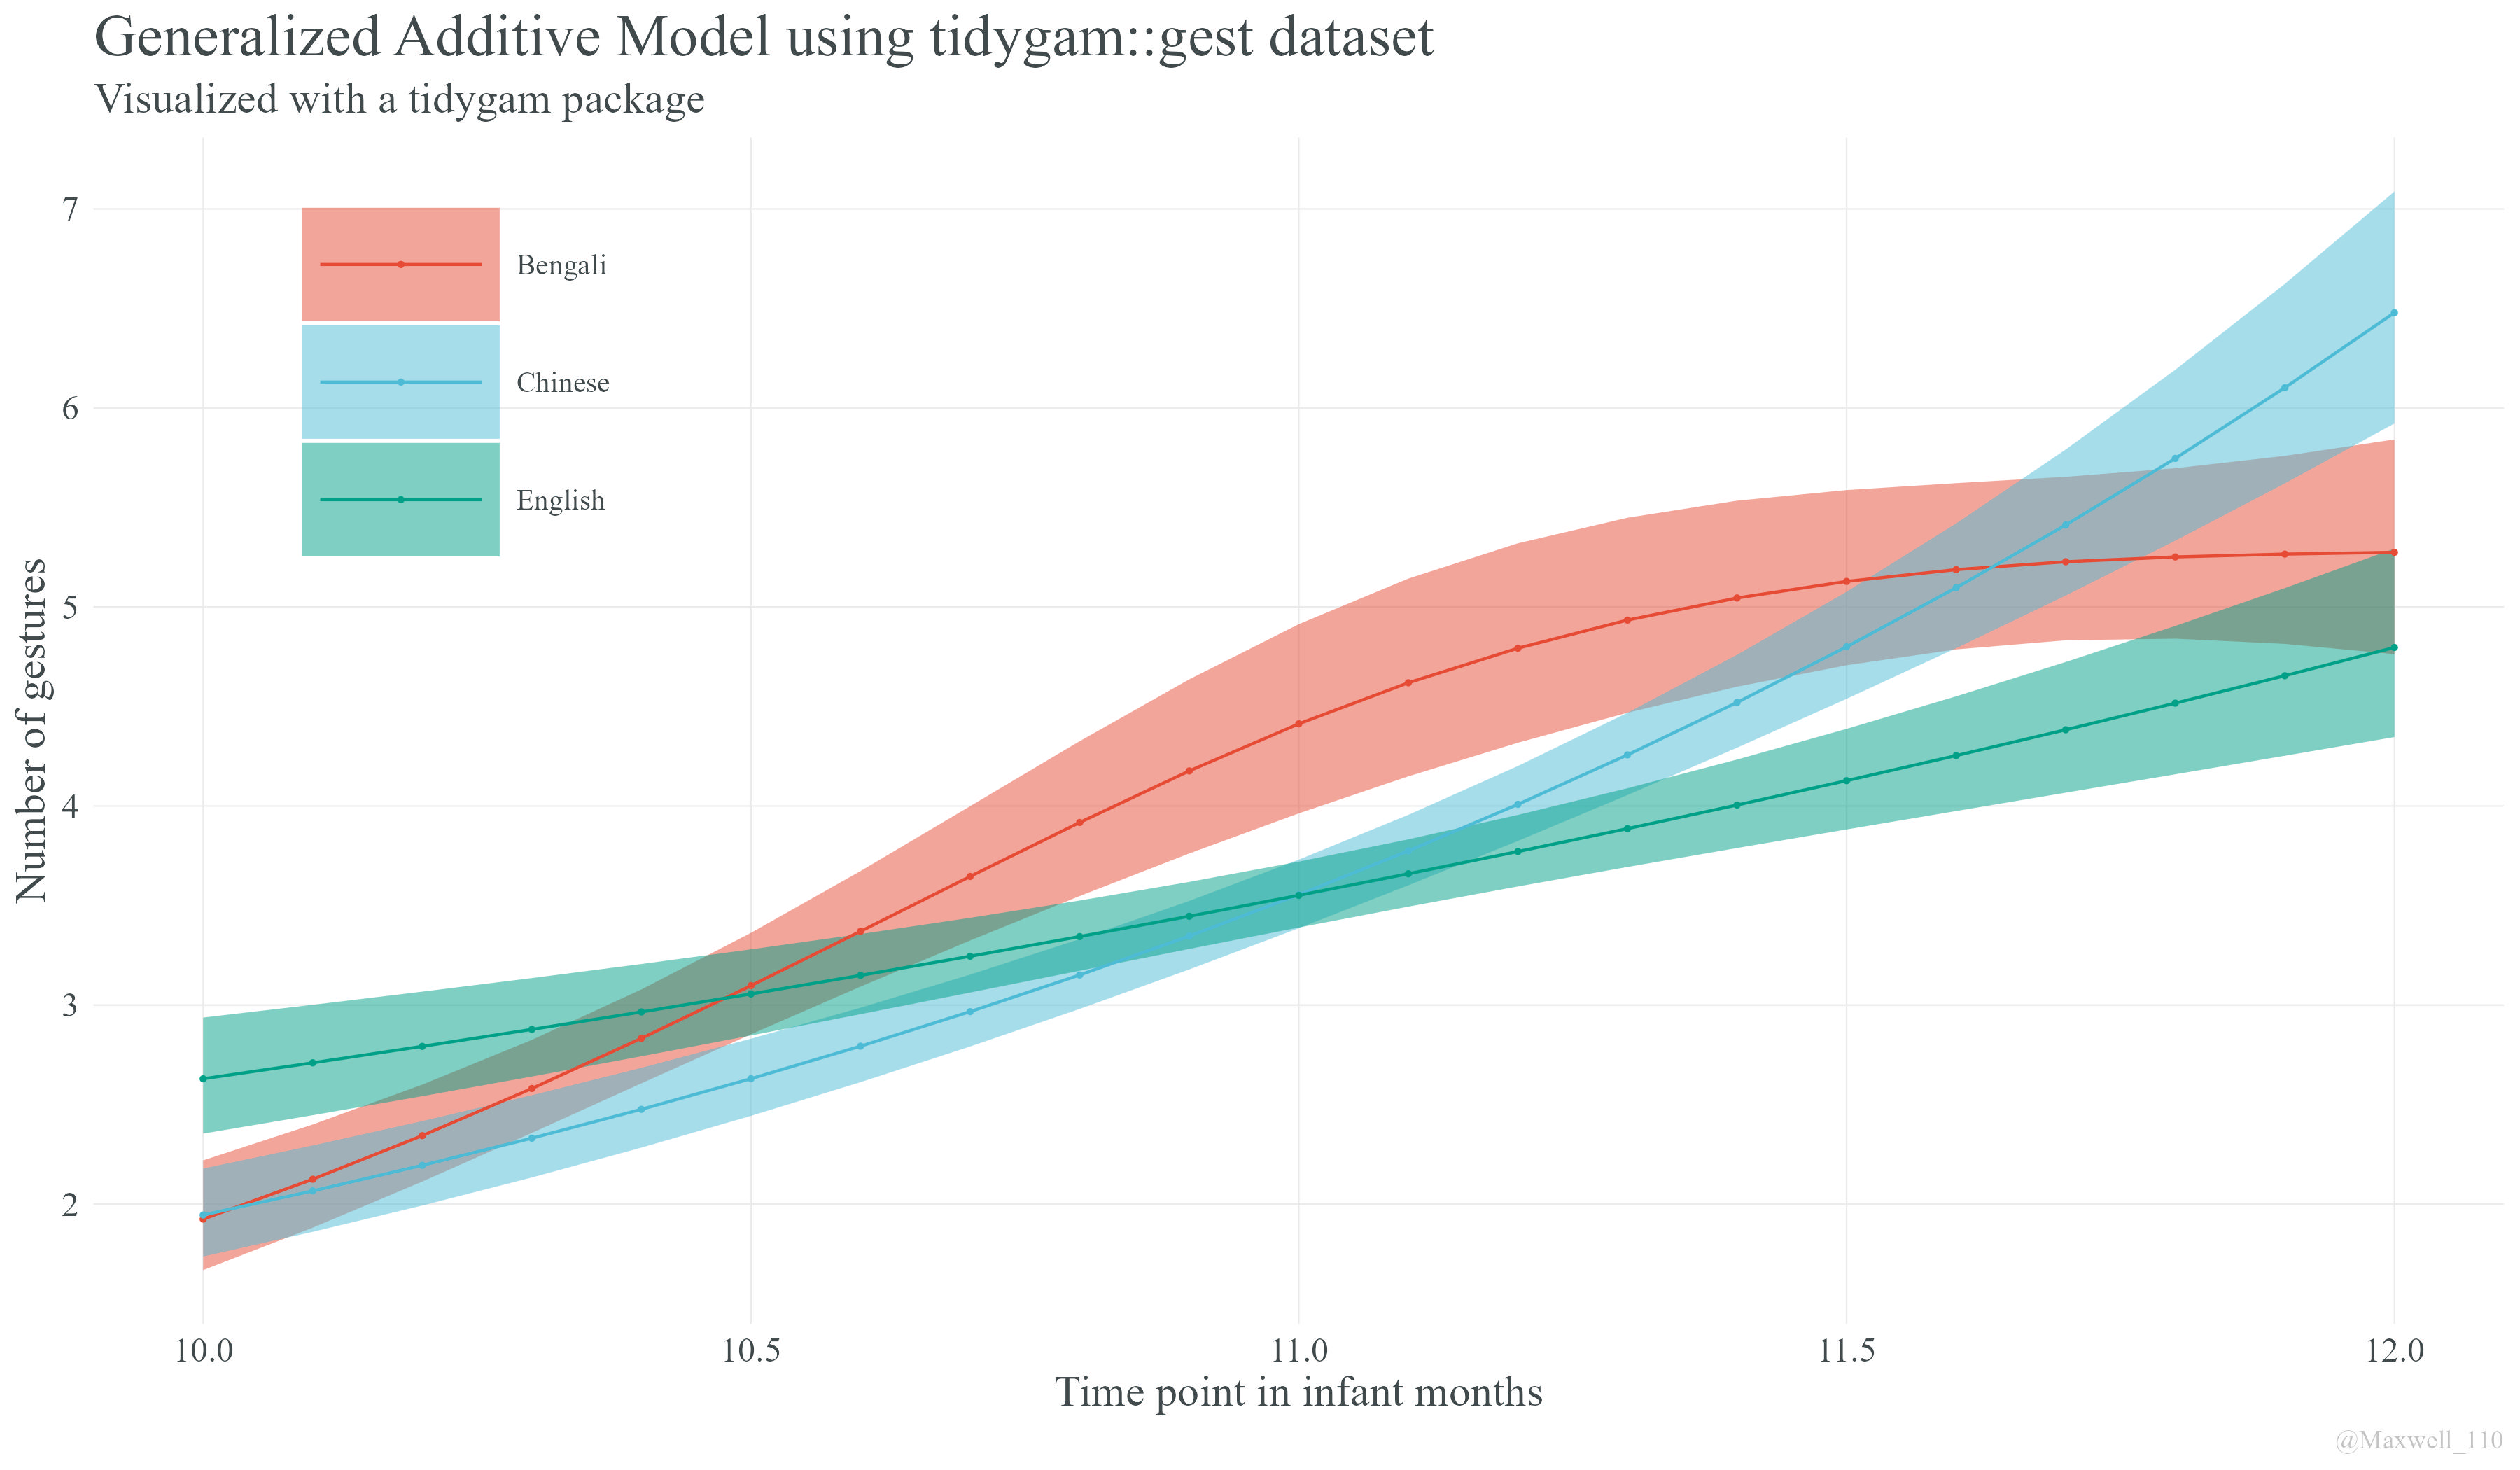 Generalized Additive Model using tidygam::gest dataset
Visualized with a tidygam package
Number of gestures
7
6
5
4
3
2
Bengali
Chinese
English
10.0 10.5 11.0 11.5 12.0
Time point in infant months
@Maxwell_110